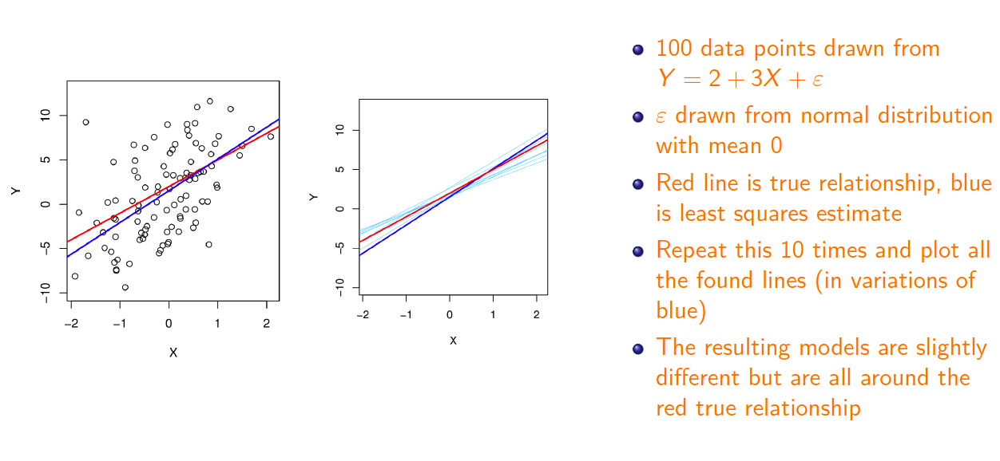 10
5
0
−5
−10
Y
−2 −1 0 1 2
X
10
5
0
−5
−10
Y
−2 −1 0 1 2
X
100 data points drawn from
Y = 2 + 3X + ε
ε drawn from normal distribution
with mean 0
Red line is true relationship, blue
is least squares estimate
Repeat this 10 times and plot all
the found lines (in variations of
blue)
The resulting models are slightly
different but are all around the
red true relationship